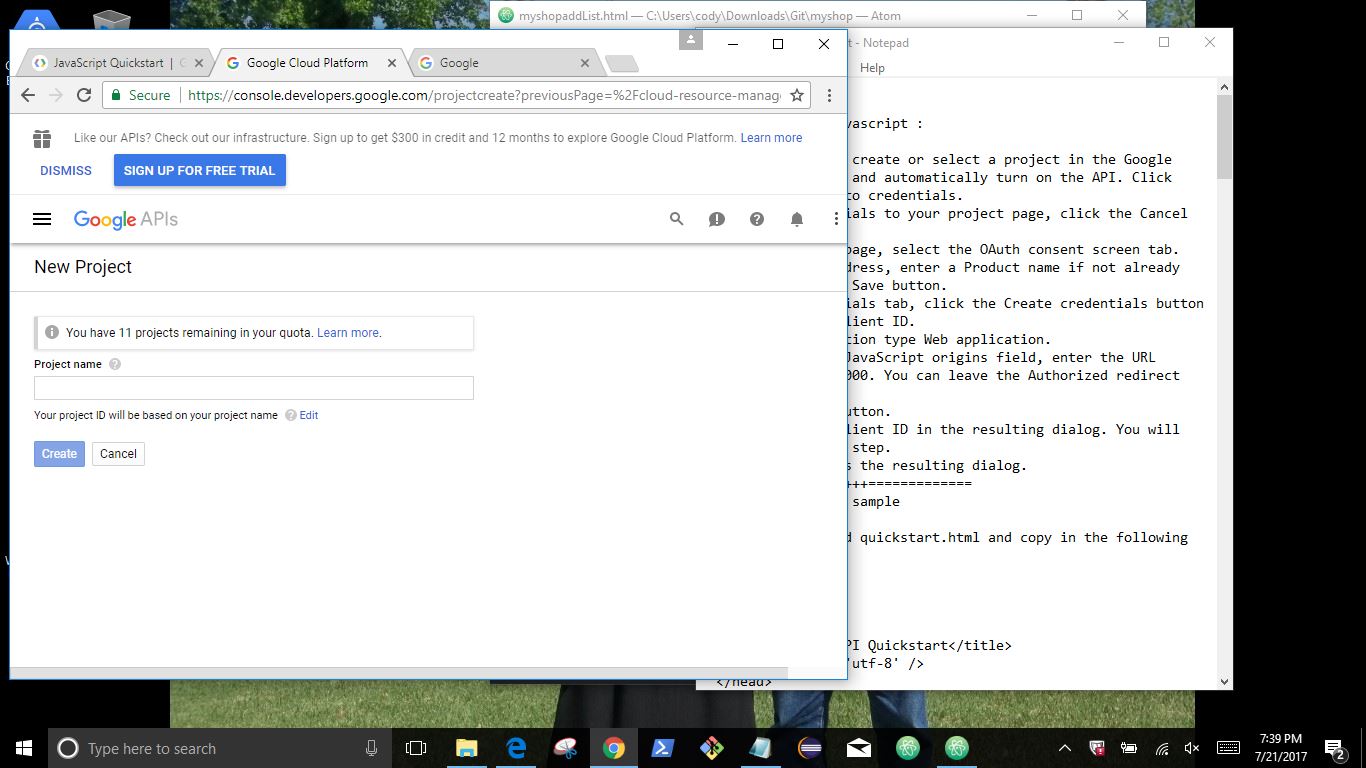 myshopaddList.html — C:\Users\cody\Downloads\Git\myshop — Atom
t - Notepad
Help
JavaScript Quickstart |
Google Cloud Platform
Google
Secure
https://console.developers.google.com/projectcreate?previousPage=%2Fcloud-resource-manag
Like our APIs? Check out our infrastructure. Sign up to get $300 in credit and 12 months to explore Google Cloud Platform. Learn more
DISMISS
SIGN UP FOR FREE TRIAL
Google APIs
New Project
You have 11 projects remaining in your quota. Learn more.
Project name
Your project ID will be based on your project name
Edit
Create
Cancel
vascript :
create or select a project in the Google
and automatically turn on the API. Click
to credentials.
ials to your project page, click the Cancel
page, select the OAuth consent screen tab.
dress, enter a Product name if not already
Save button.
ials tab, click the Create credentials button
lient ID.
tion type Web application.
JavaScript origins field, enter the URL
000. You can leave the Authorized redirect
utton.
lient ID in the resulting dialog. You will
step.
s the resulting dialog.
++=============
sample
d quickstart.html and copy in the following
PI Quickstart</title>
'utf-8' />
</head>
Type here to search
7:39 PM
7/21/2017
2